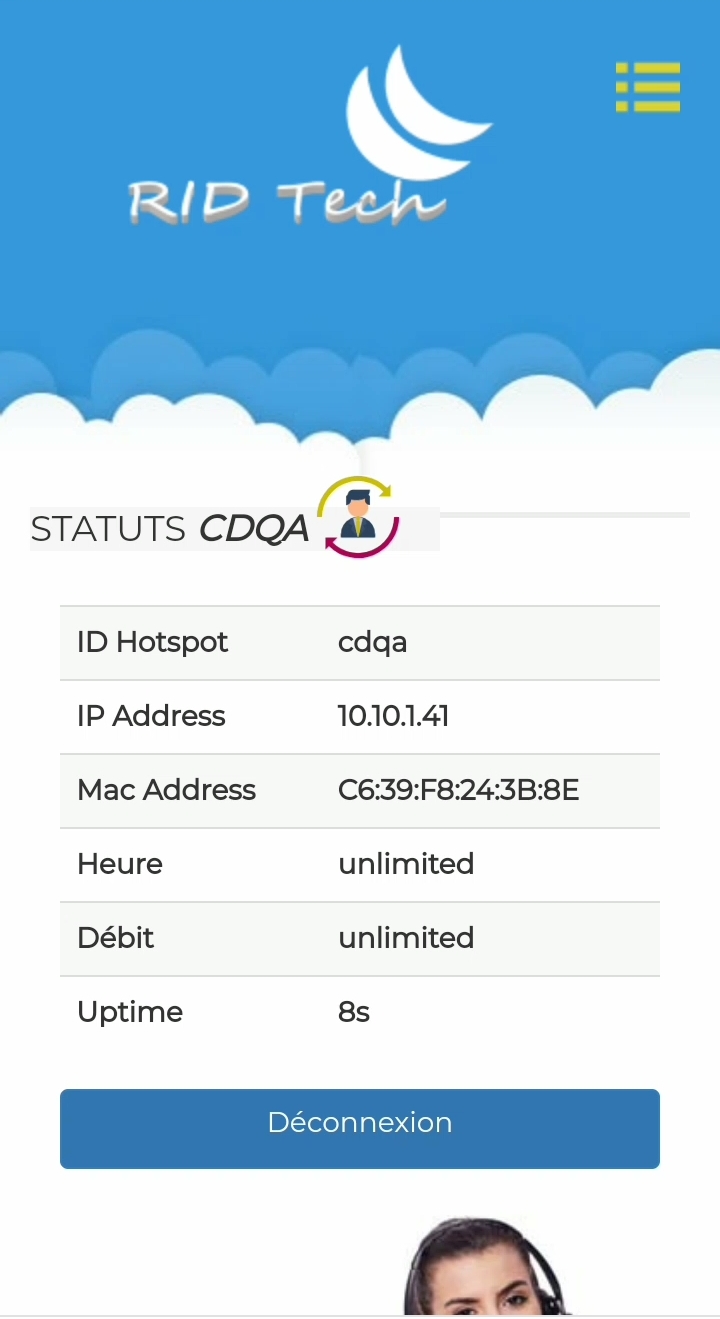 RID Tech
STATUTS CDQA
ID Hotspot cdqa
IP Address 10.10.1.41
Mac Address C6:39:F8:24:3B:8E
Heure unlimited
Débit unlimited
Uptime 8s
Déconnexion